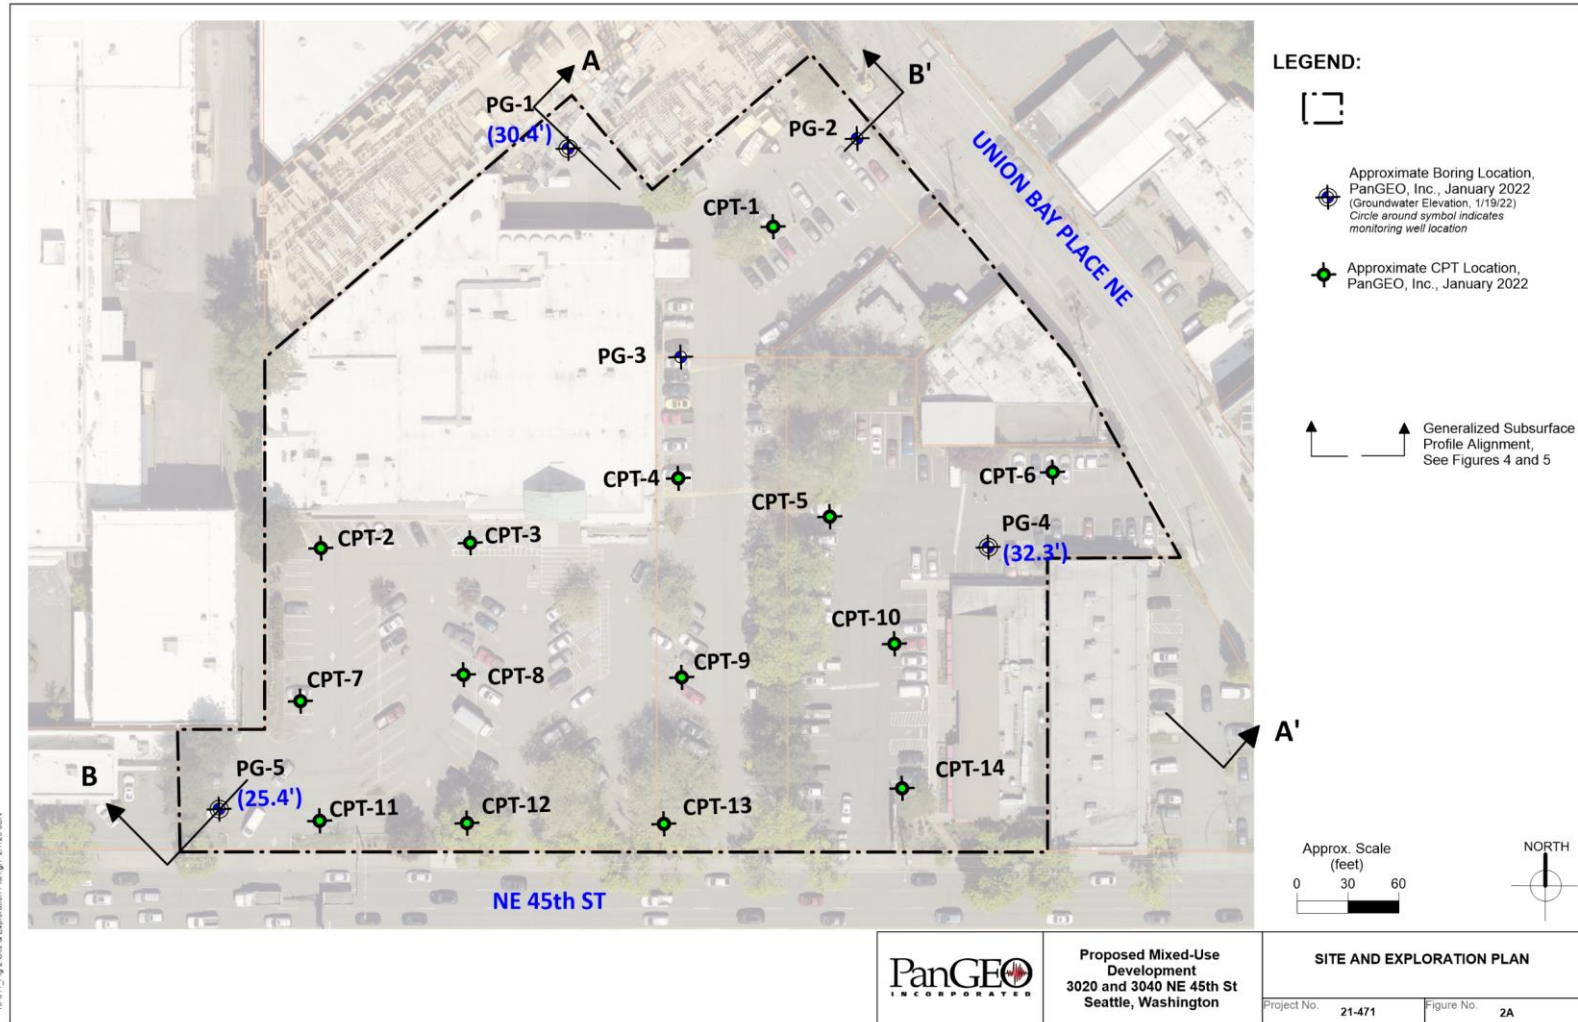 A
B'
PG-1
(30.4')
PG-2
UNION BAY PLACE NE
CPT-1
PG-3
CPT-4
CPT-5
CPT-6
PG-4
(32.3')
CPT-2
CPT-3
CPT-10
CPT-7
CPT-8
CPT-9
A'
B
PG-5
(25.4')
CPT-11
CPT-12
CPT-13
CPT-14
NE 45th ST
LEGEND:
Approximate Boring Location,
PanGEO, Inc., January 2022
(Groundwater Elevation, 1/19/22)
Circle around symbol indicates
monitoring well location
Approximate CPT Location,
PanGEO, Inc., January 2022
Generalized Subsurface
Profile Alignment,
See Figures 4 and 5
Approx. Scale
(feet)
0 30 60
NORTH
PanGEO
INCORPORATED
Proposed Mixed-Use
Development
3020 and 3040 NE 45th St
Seattle, Washington
SITE AND EXPLORATION PLAN
Project No. 21-471
Figure No. 2A